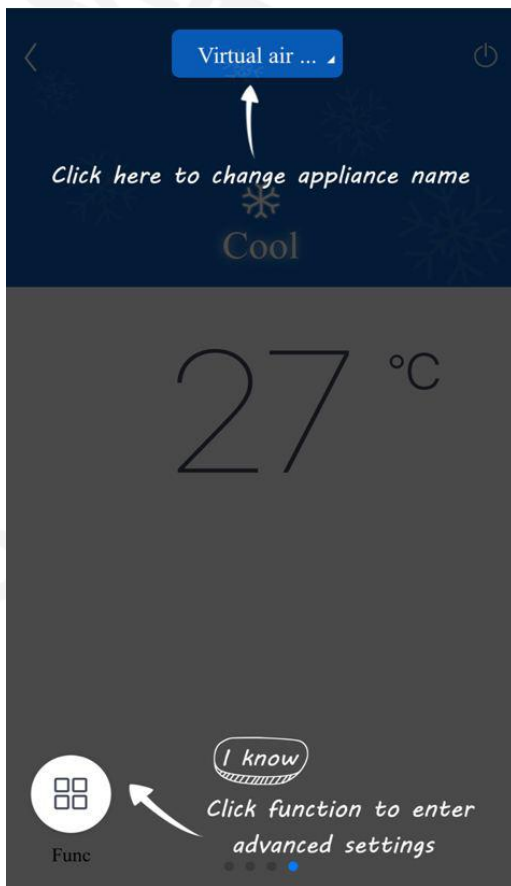 Virtual air ...
Click here to change appliance name
Cool
27 °C
I know
Click function to enter
advanced settings
Func